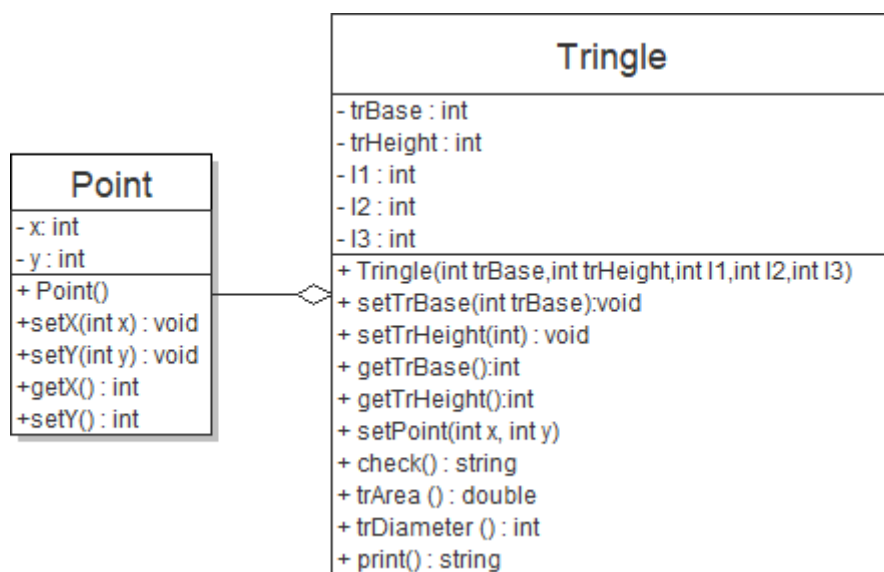 Point
- x: int
- y : int
+ Point()
+setX(int x) : void
+setY(int y) : void
+getX() : int
+setY() : int
Tringle
- trBase : int
- trHeight : int
- l1 : int
- l2 : int
- l3 : int
+ Tringle(int trBase,int trHeight,int l1,int l2,int l3)
+ setTrBase(int trBase):void
+ setTrHeight(int) : void
+ getTrBase():int
+ getTrHeight():int
+ setPoint(int x, int y)
+ check() : string
+ trArea () : double
+ trDiameter () : int
+ print() : string